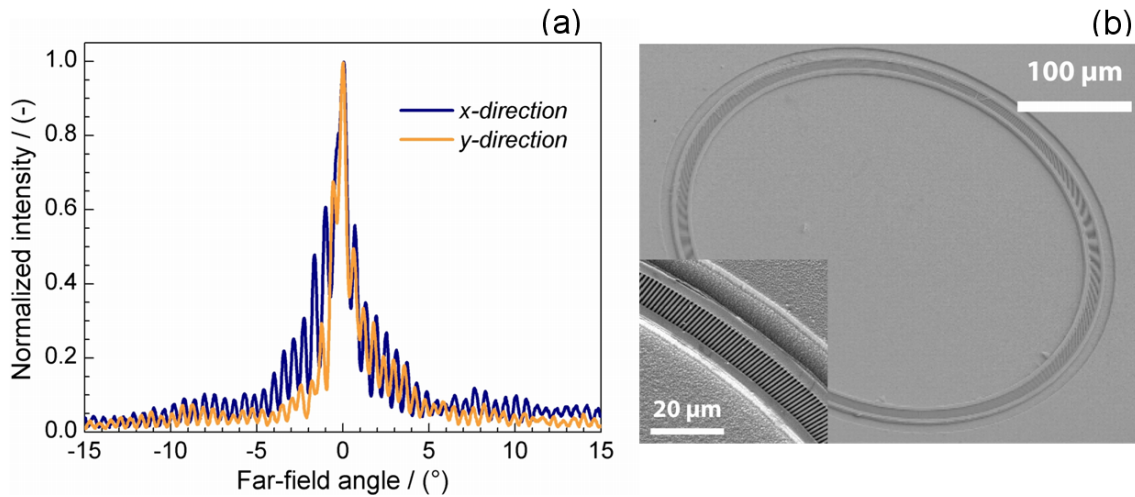 (a)
(b)
1.0
0.8
0.6
0.4
0.2
0.0
Normalized intensity / (-)
x-direction
y-direction
-15
-10
-5
0
5
10
15
Far-field angle / (°)
100 µm
20 µm